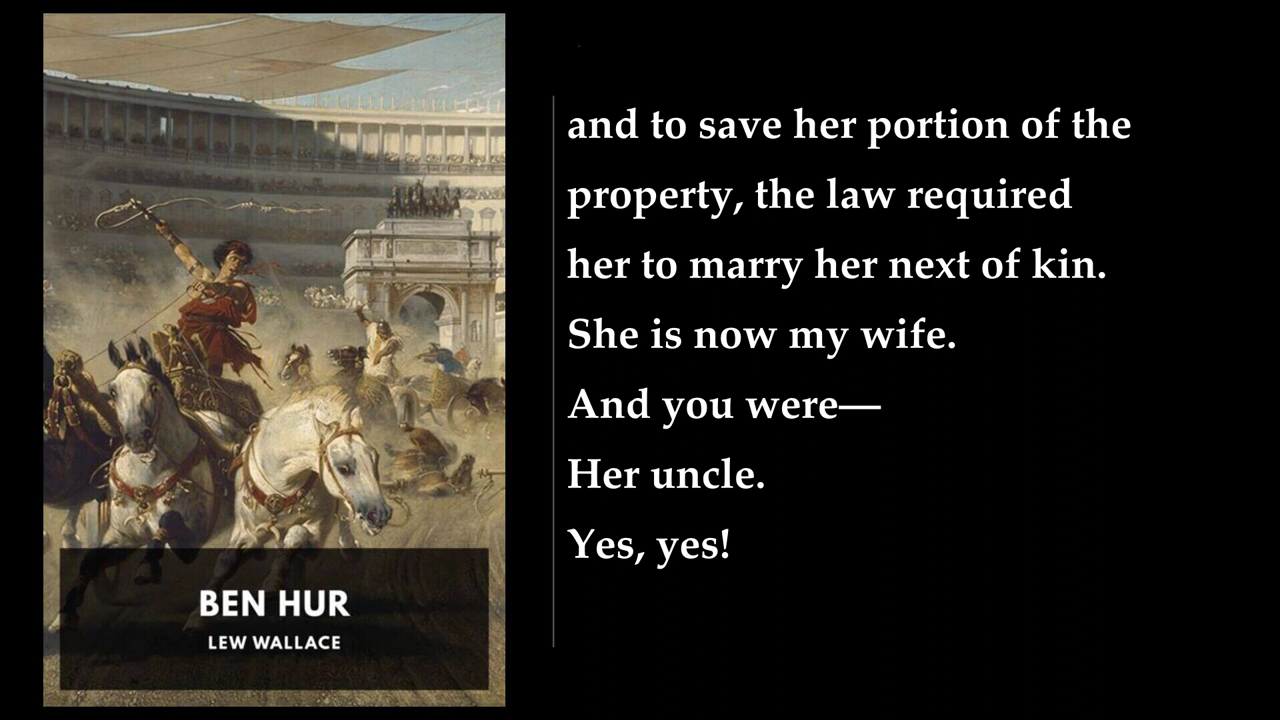 BEN HUR
LEW WALLACE
and to save her portion of the
property, the law required
her to marry her next of kin.
She is now my wife.
And you were—
Her uncle.
Yes, yes!